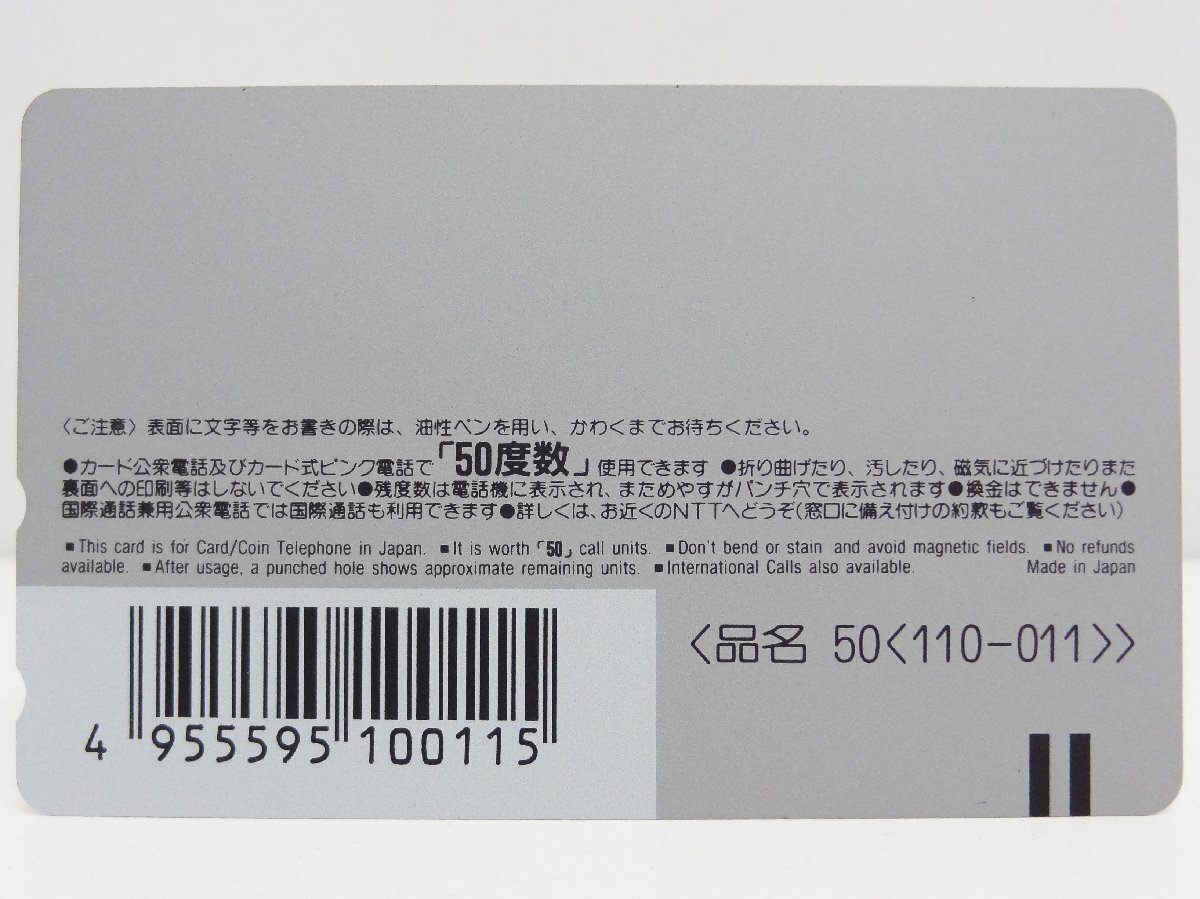 〈ご注意〉表面に文字等をお書きの際は、油性ペンを用い、かわくまでお待ちください。
●カード公衆電話及びカード式ピンク電話で「50度数」使用できます ●折り曲げたり、汚したり、磁気に近づけたりまた
裏面への印刷等はしないでください●残度数は電話機に表示され、まためやすがパンチ穴で表示されます●換金はできません●
国際通話兼用公衆電話では国際通話も利用できます●詳しくは、お近くのNTTへどうぞ(窓口に備え付けの約款もご覧ください)
■This card is for Card/Coin Telephone in Japan. ■It is worth「50」call units. ■Don't bend or stain and avoid magnetic fields. ■No refunds
available. ■After usage, a punched hole shows approximate remaining units. ■International Calls also available. Made in Japan
〈品名 50〈110-011〉〉
4 955595 100115